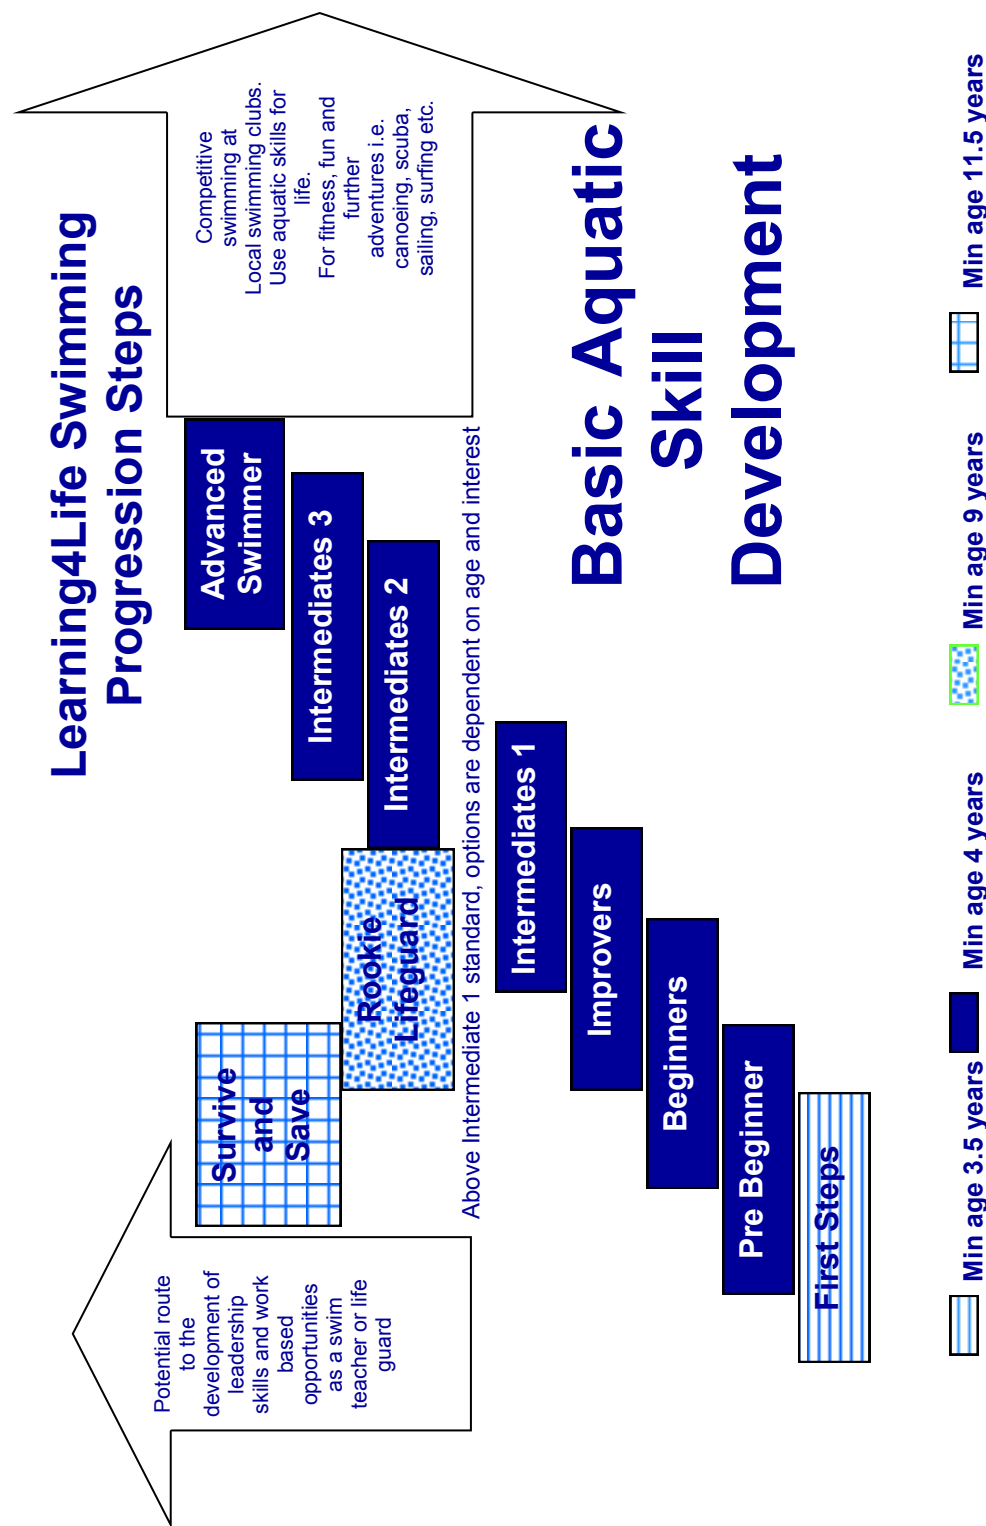 Learning4Life Swimming
Progression Steps
Potential route
to the
development of
leadership
skills and work
based
opportunities
as a swim
teacher or life
guard
Survive
and
Save
Rookie
Lifeguard
Advanced
Swimmer
Intermediates 3
Intermediates 2
Competitive
swimming at
Local swimming clubs.
Use aquatic skills for
life.
For fitness, fun and
further
adventures i.e.
canoeing, scuba,
sailing, surfing etc.
Above Intermediate 1 standard, options are dependent on age and interest
Intermediates 1
Improvers
Beginners
Pre Beginner
First Steps
Basic Aquatic
Skill
Development
Min age 3.5 years
Min age 4 years
Min age 9 years
Min age 11.5 years